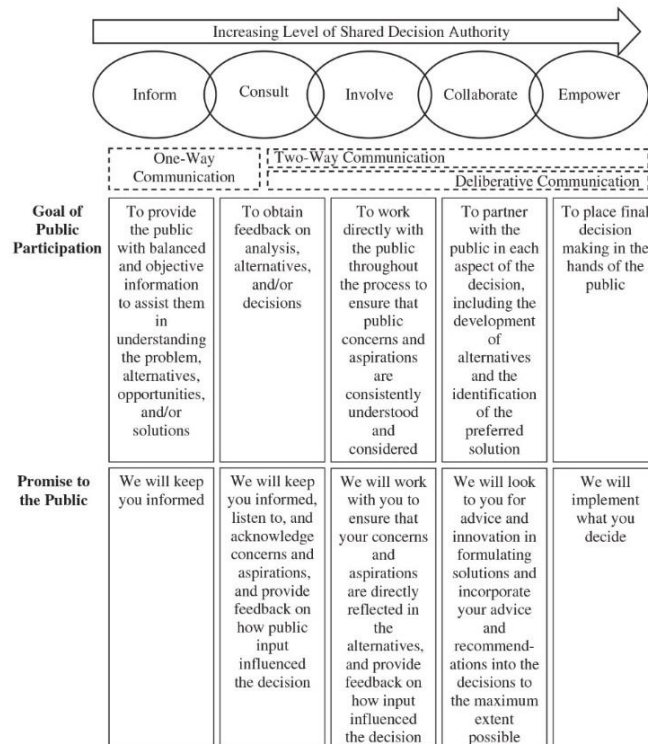 Increasing Level of Shared Decision Authority
Inform
Consult
Involve
Collaborate
Empower
One-Way
Communication
Two-Way Communication
Deliberative Communication
Goal of
Public
Participation
To provide
the public
with balanced
and objective
information
to assist them
in
understanding
the problem,
alternatives,
opportunities,
and/or
solutions
To obtain
feedback on
analysis,
alternatives,
and/or
decisions
To work
directly with
the public
throughout
the process to
ensure that
public
concerns and
aspirations
are
consistently
understood
and
considered
To partner
with the
public in each
aspect of the
decision,
including the
development
of
alternatives
and the
identification
of the
preferred
solution
To place final
decision
making in the
hands of the
public
Promise to
the Public
We will keep
you informed
We will keep
you informed,
listen to, and
acknowledge
concerns and
aspirations,
and provide
feedback on
how public
input
influenced
the decision
We will work
with you to
ensure that
your concerns
and
aspirations
are directly
reflected in
the
alternatives,
and provide
feedback on
how input
influenced
the decision
We will look
to you for
advice and
innovation in
formulating
solutions and
incorporate
your advice
and
recommend-
ations into the
decisions to
the maximum
extent
possible
We will
implement
what you
decide